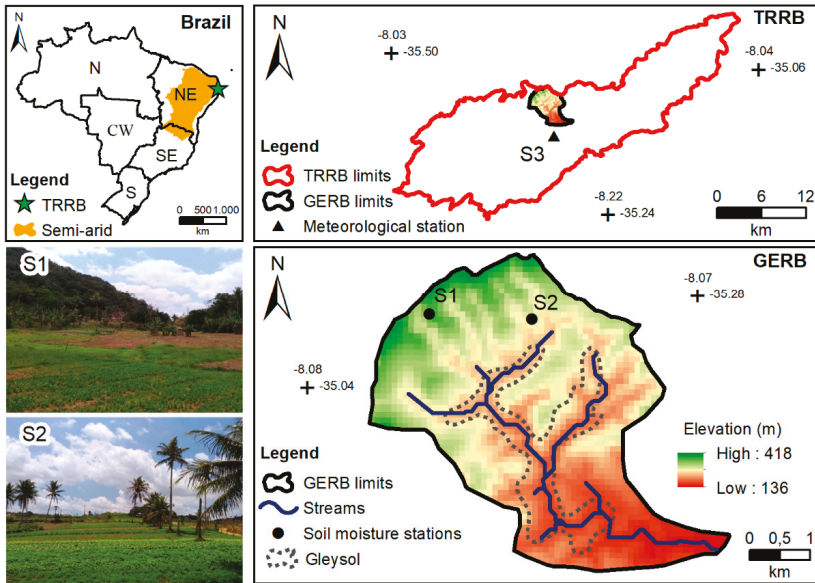 N
Brazil
N
NE
CW
SE
S
Legend
TRRB
Semi-arid
0 500 1.000
km
N
TRRB
-8.03
-35.50
-8.04
-35.06
S3
Legend
TRRB limits
GERB limits
Meteorological station
-8.22
-35.24
0 6 12
km
S1
S2
N
GERB
S1
S2
-8.07
-35.28
-8.08
-35.04
Legend
GERB limits
Streams
Soil moisture stations
Gleysol
Elevation (m)
High : 418
Low : 136
0 0,5 1
km